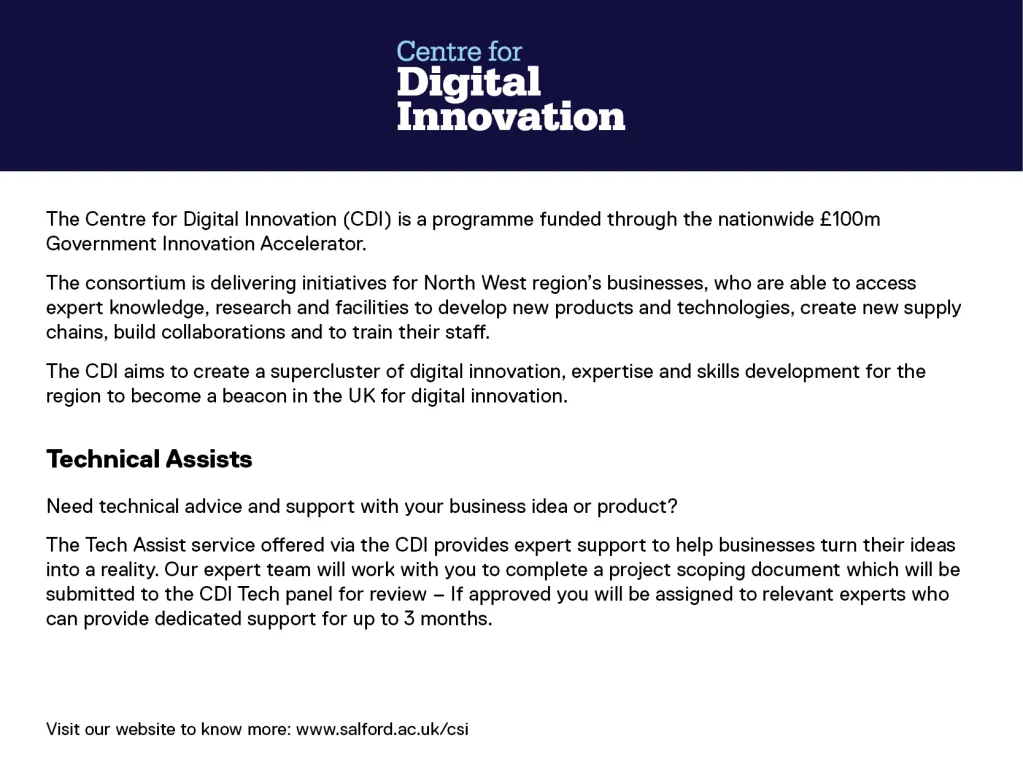 Centre for
Digital
Innovation
The Centre for Digital Innovation (CDI) is a programme funded through the nationwide £100m
Government Innovation Accelerator.
The consortium is delivering initiatives for North West region’s businesses, who are able to access
expert knowledge, research and facilities to develop new products and technologies, create new supply
chains, build collaborations and to train their staff.
The CDI aims to create a supercluster of digital innovation, expertise and skills development for the
region to become a beacon in the UK for digital innovation.
Technical Assists
Need technical advice and support with your business idea or product?
The Tech Assist service offered via the CDI provides expert support to help businesses turn their ideas
into a reality. Our expert team will work with you to complete a project scoping document which will be
submitted to the CDI Tech panel for review – If approved you will be assigned to relevant experts who
can provide dedicated support for up to 3 months.
Visit our website to know more: www.salford.ac.uk/csi